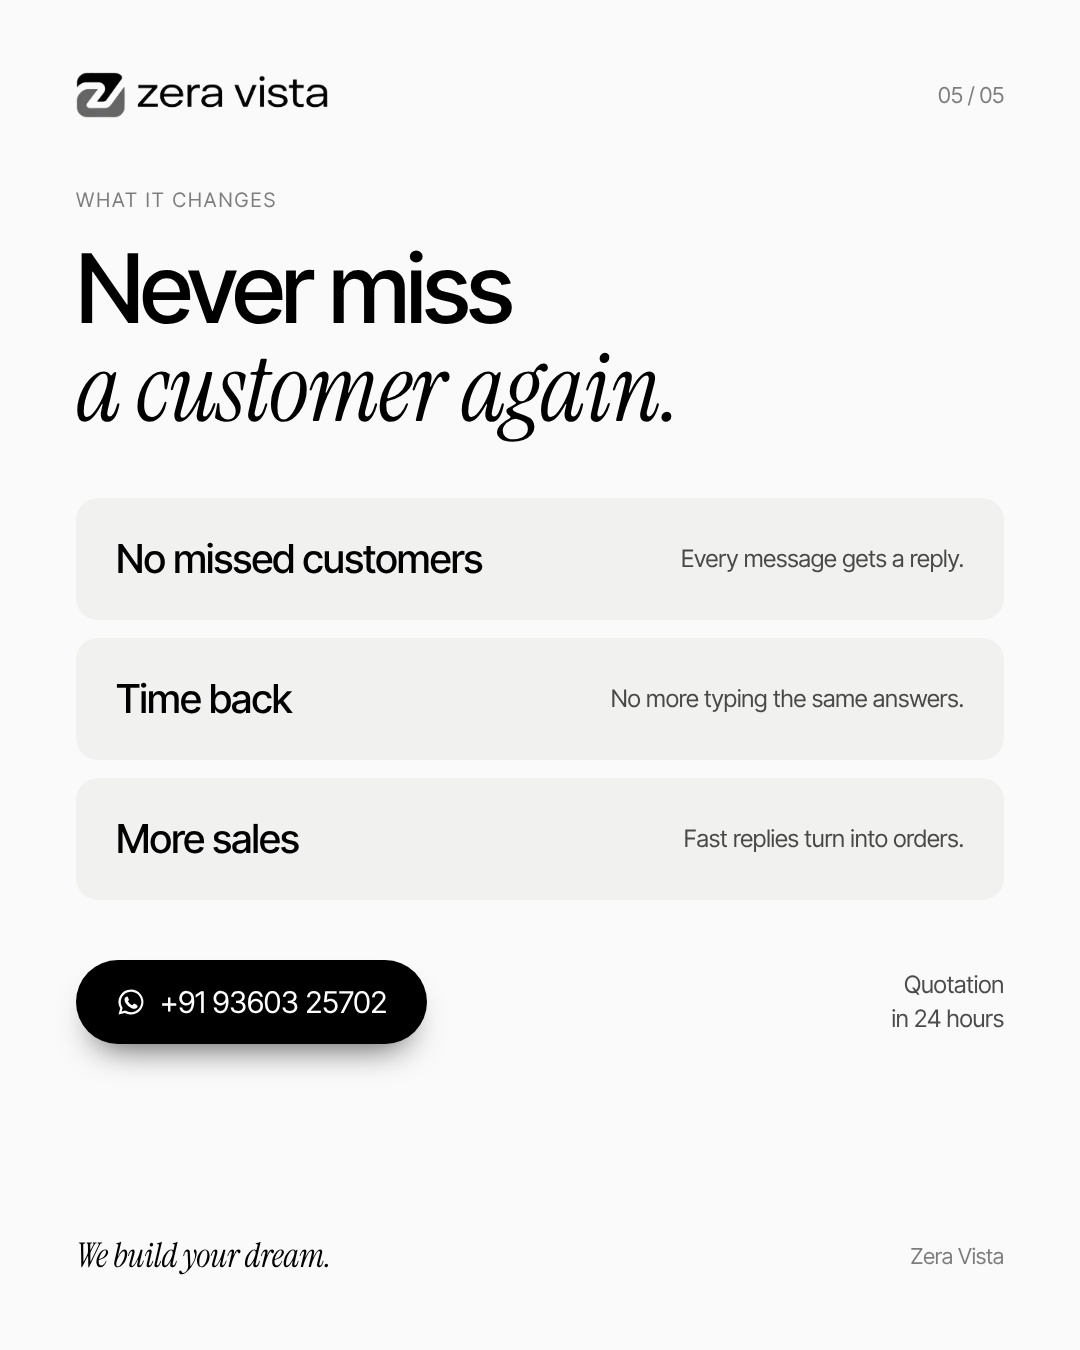 zera vista
05 / 05
WHAT IT CHANGES
Never miss
a customer again.
No missed customers
Every message gets a reply.
Time back
No more typing the same answers.
More sales
Fast replies turn into orders.
+91 93603 25702
Quotation
in 24 hours
We build your dream.
Zera Vista